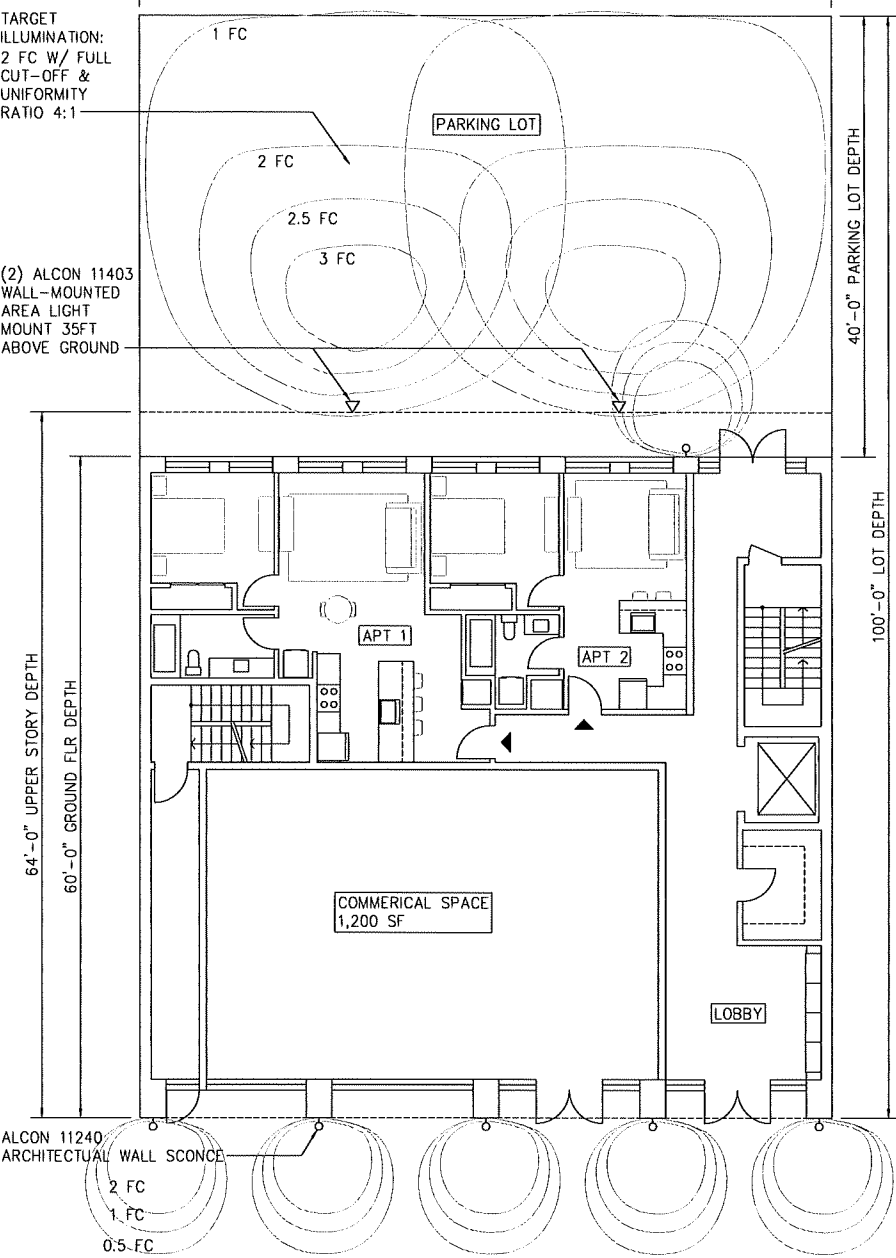 TARGET
ILLUMINATION:
2 FC W/ FULL
CUT-OFF &
UNIFORMITY
RATIO 4:1
1 FC
PARKING LOT
2 FC
2.5 FC
3 FC
(2) ALCON 11403
WALL-MOUNTED
AREA LIGHT
MOUNT 35FT
ABOVE GROUND
40'-0" PARKING LOT DEPTH
100'-0" LOT DEPTH
64'-0" UPPER STORY DEPTH
60'-0" GROUND FLR DEPTH
APT 1
APT 2
COMMERICAL SPACE
1,200 SF
LOBBY
ALCON 11240
ARCHITECTUAL WALL SCONCE
2 FC
1 FC
0.5 FC